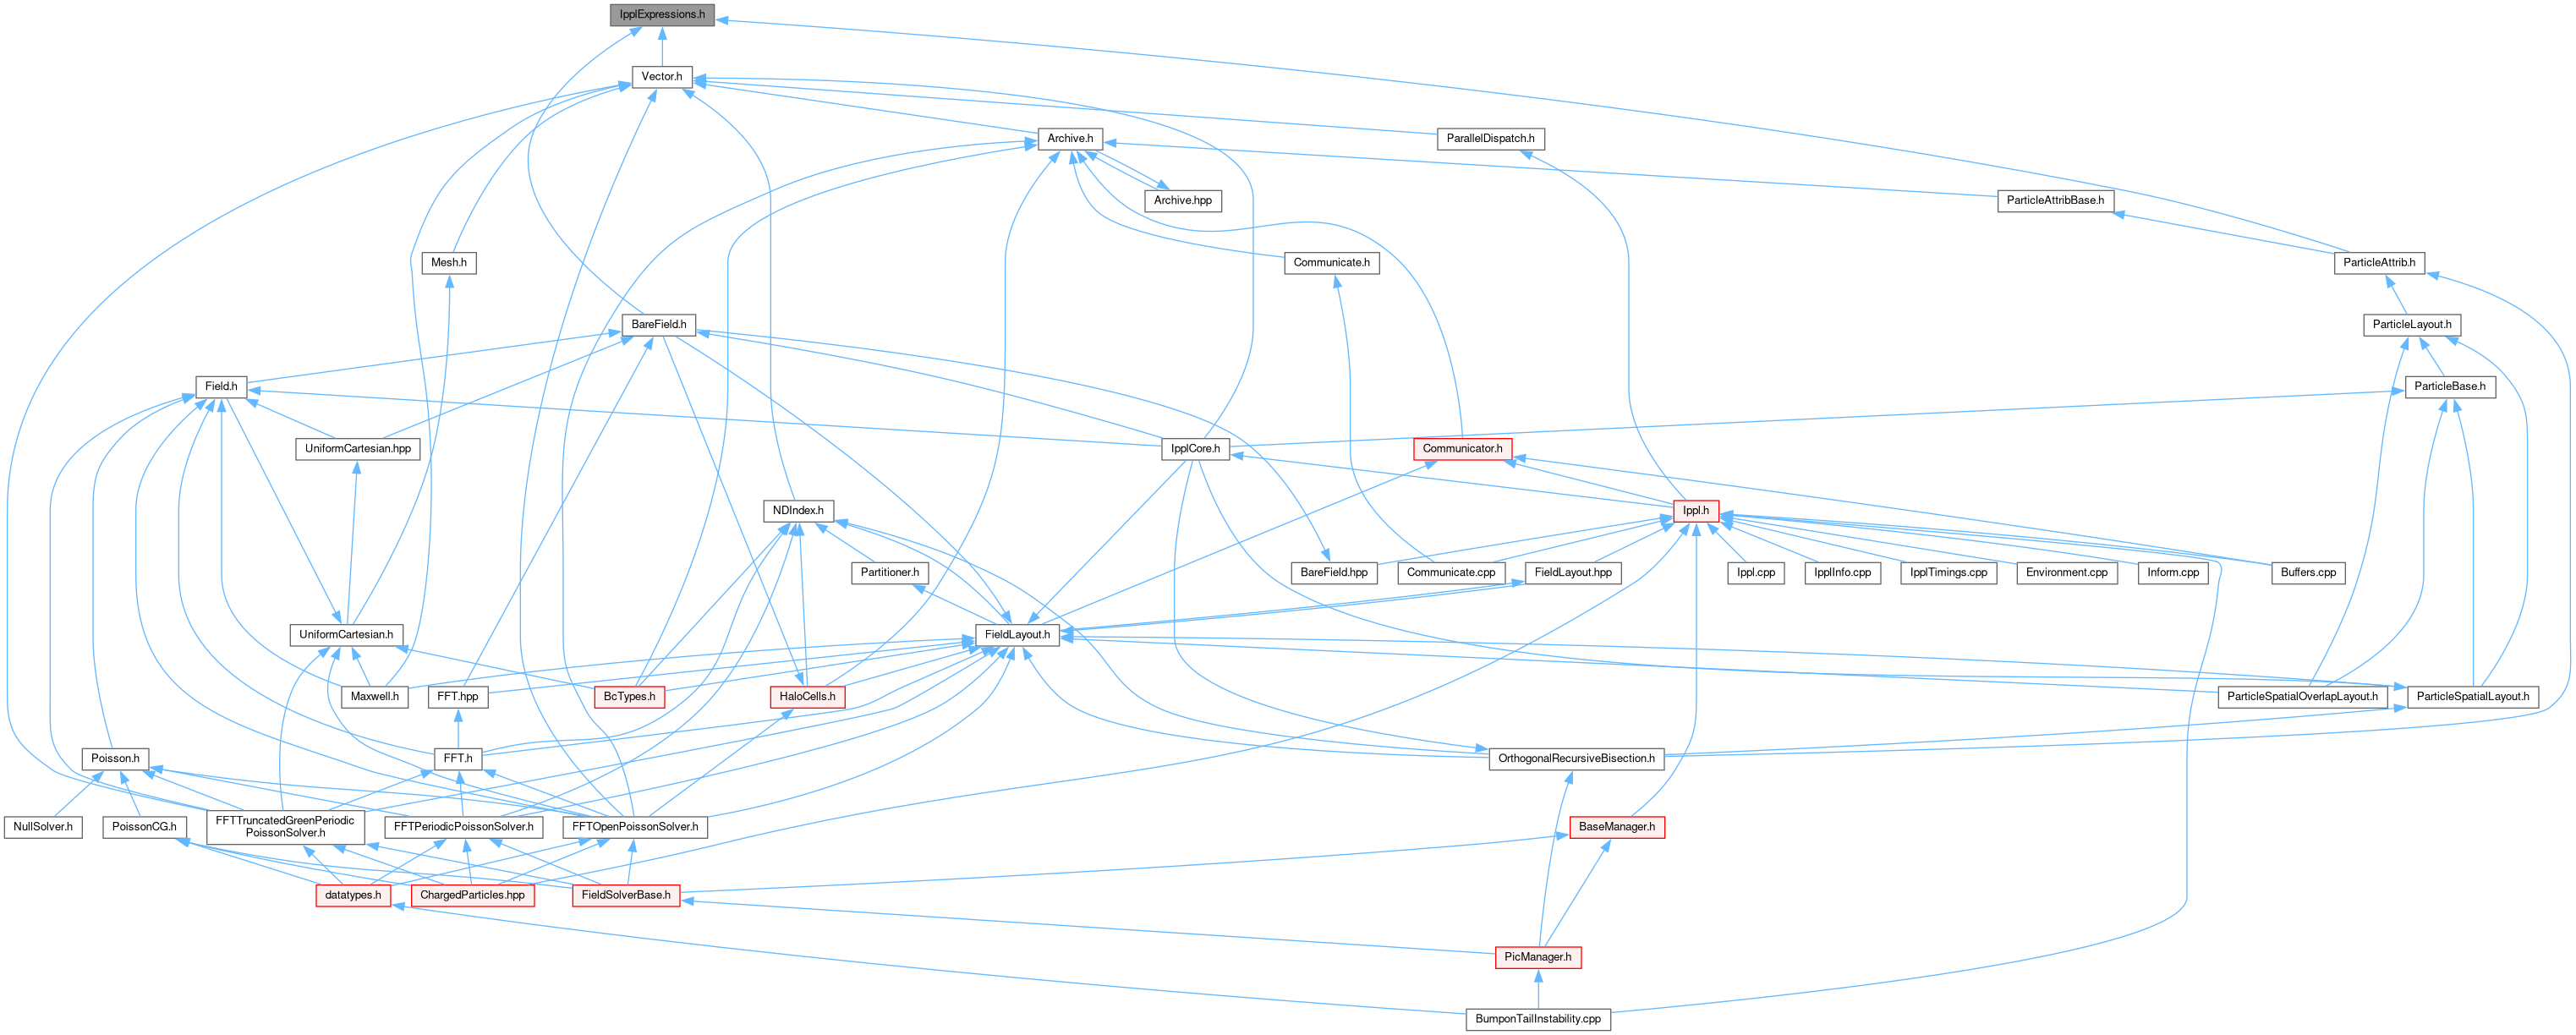 IpplExpressions.h
Vector.h
Archive.h
ParallelDispatch.h
Archive.hpp
ParticleAttribBase.h
Mesh.h
Communicate.h
ParticleAttrib.h
BareField.h
ParticleLayout.h
Field.h
ParticleBase.h
UniformCartesian.hpp
IpplCore.h
Communicator.h
NDIndex.h
Ippl.h
Partitioner.h
BareField.hpp
Communicate.cpp
FieldLayout.hpp
Ippl.cpp
IpplInfo.cpp
IpplTimings.cpp
Environment.cpp
Inform.cpp
Buffers.cpp
UniformCartesian.h
FieldLayout.h
Maxwell.h
FFT.hpp
BcTypes.h
HaloCells.h
ParticleSpatialOverlapLayout.h
ParticleSpatialLayout.h
Poisson.h
FFT.h
OrthogonalRecursiveBisection.h
NullSolver.h
PoissonCG.h
FFTTruncatedGreenPeriodic
PoissonSolver.h
FFTPeriodicPoissonSolver.h
FFTOpenPoissonSolver.h
BaseManager.h
datatypes.h
ChargedParticles.hpp
FieldSolverBase.h
PicManager.h
BumponTailInstability.cpp